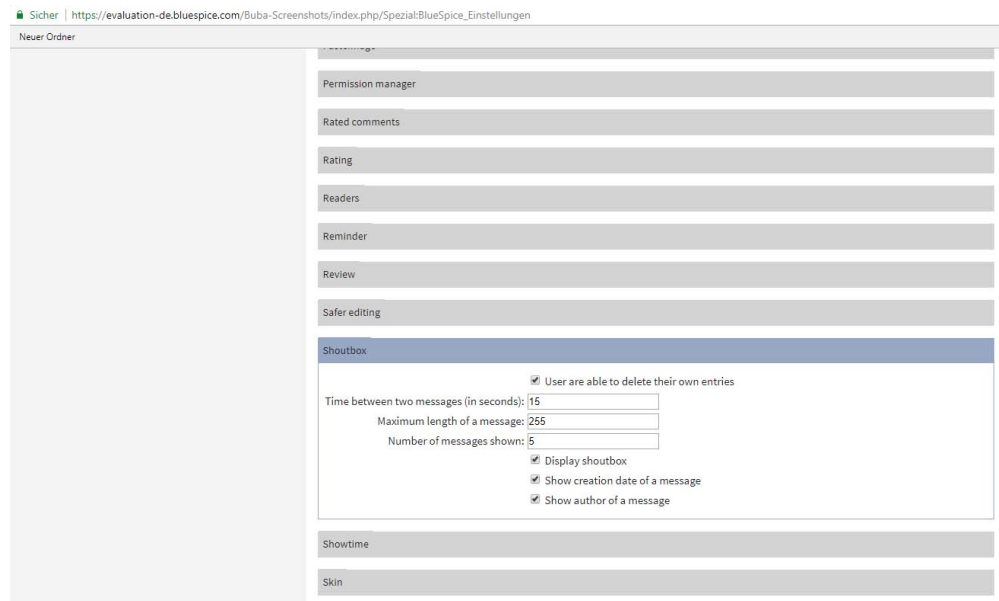 Sicher | https://evaluation-de.bluespice.com/Buba-Screenshots/index.php/Spezial:BlueSpice_Einstellungen
Neuer Ordner
Permission manager
Rated comments
Rating
Readers
Reminder
Review
Safer editing
Shoutbox
User are able to delete their own entries
Time between two messages (in seconds): 15
Maximum length of a message: 255
Number of messages shown: 5
Display shoutbox
Show creation date of a message
Show author of a message
Showtime
Skin